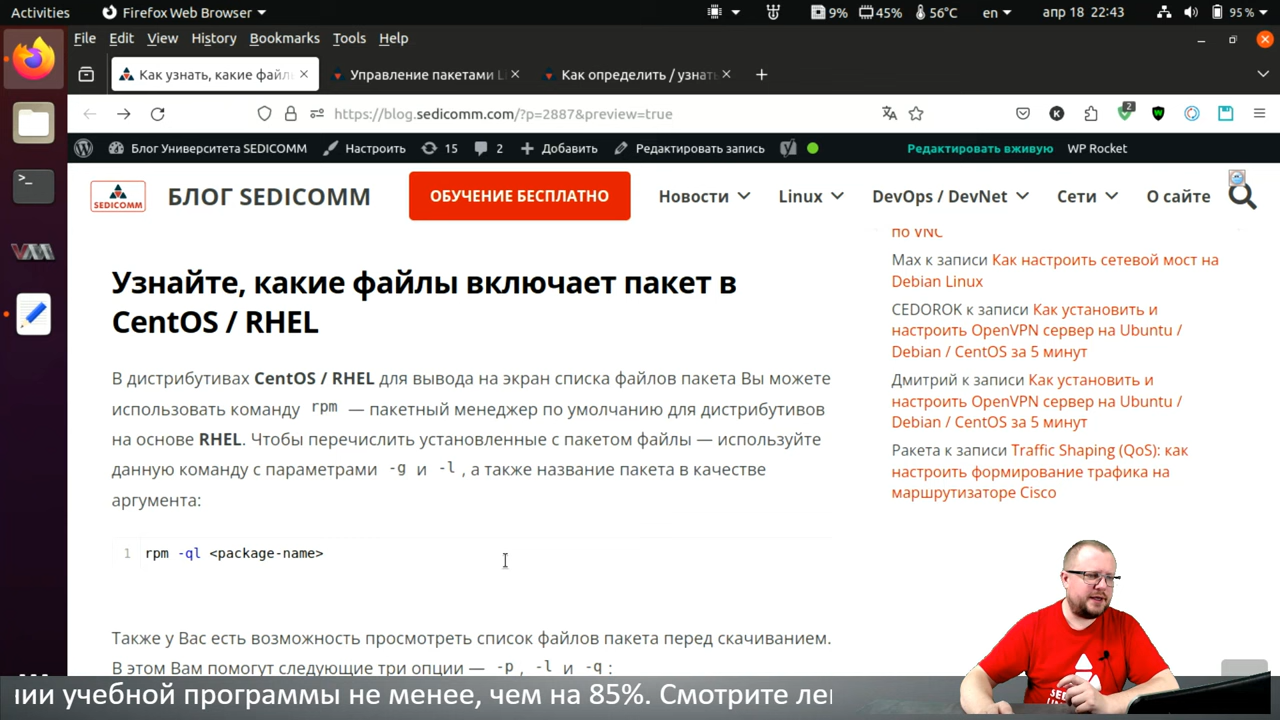 Activities
Firefox Web Browser
9%
45%
56°C
en
апр 18 22:43
95%
File Edit View History Bookmarks Tools Help
Как узнать, какие файл
Управление пакетами L
Как определить / узнать
https://blog.sedicomm.com/?p=2887&preview=true
K
2
Блог Университета SEDICOMM
Настроить
15
2
Добавить
Редактировать запись
Редактировать вживую
WP Rocket
SEDICOMM
БЛОГ SEDICOMM
ОБУЧЕНИЕ БЕСПЛАТНО
Новости
Linux
DevOps / DevNet
Сети
О сайте
Узнайте, какие файлы включает пакет в
CentOS / RHEL
В дистрибутивах CentOS / RHEL для вывода на экран списка файлов пакета Вы можете
использовать команду rpm — пакетный менеджер по умолчанию для дистрибутивов
на основе RHEL. Чтобы перечислить установленные с пакетом файлы — используйте
данную команду с параметрами -g и -l, а также название пакета в качестве
аргумента:
1 rpm -ql <package-name>
Также у Вас есть возможность просмотреть список файлов пакета перед скачиванием.
В этом Вам помогут следующие три опции — -p, -l и -q:
по VNC
Max к записи Как настроить сетевой мост на
Debian Linux
CEDOROK к записи Как установить и
настроить OpenVPN сервер на Ubuntu /
Debian / CentOS за 5 минут
Дмитрий к записи Как установить и
настроить OpenVPN сервер на Ubuntu /
Debian / CentOS за 5 минут
Ракета к записи Traffic Shaping (QoS): как
настроить формирование трафика на
маршрутизаторе Cisco
нии учебной программы не менее, чем на 85%. Смотрите ле